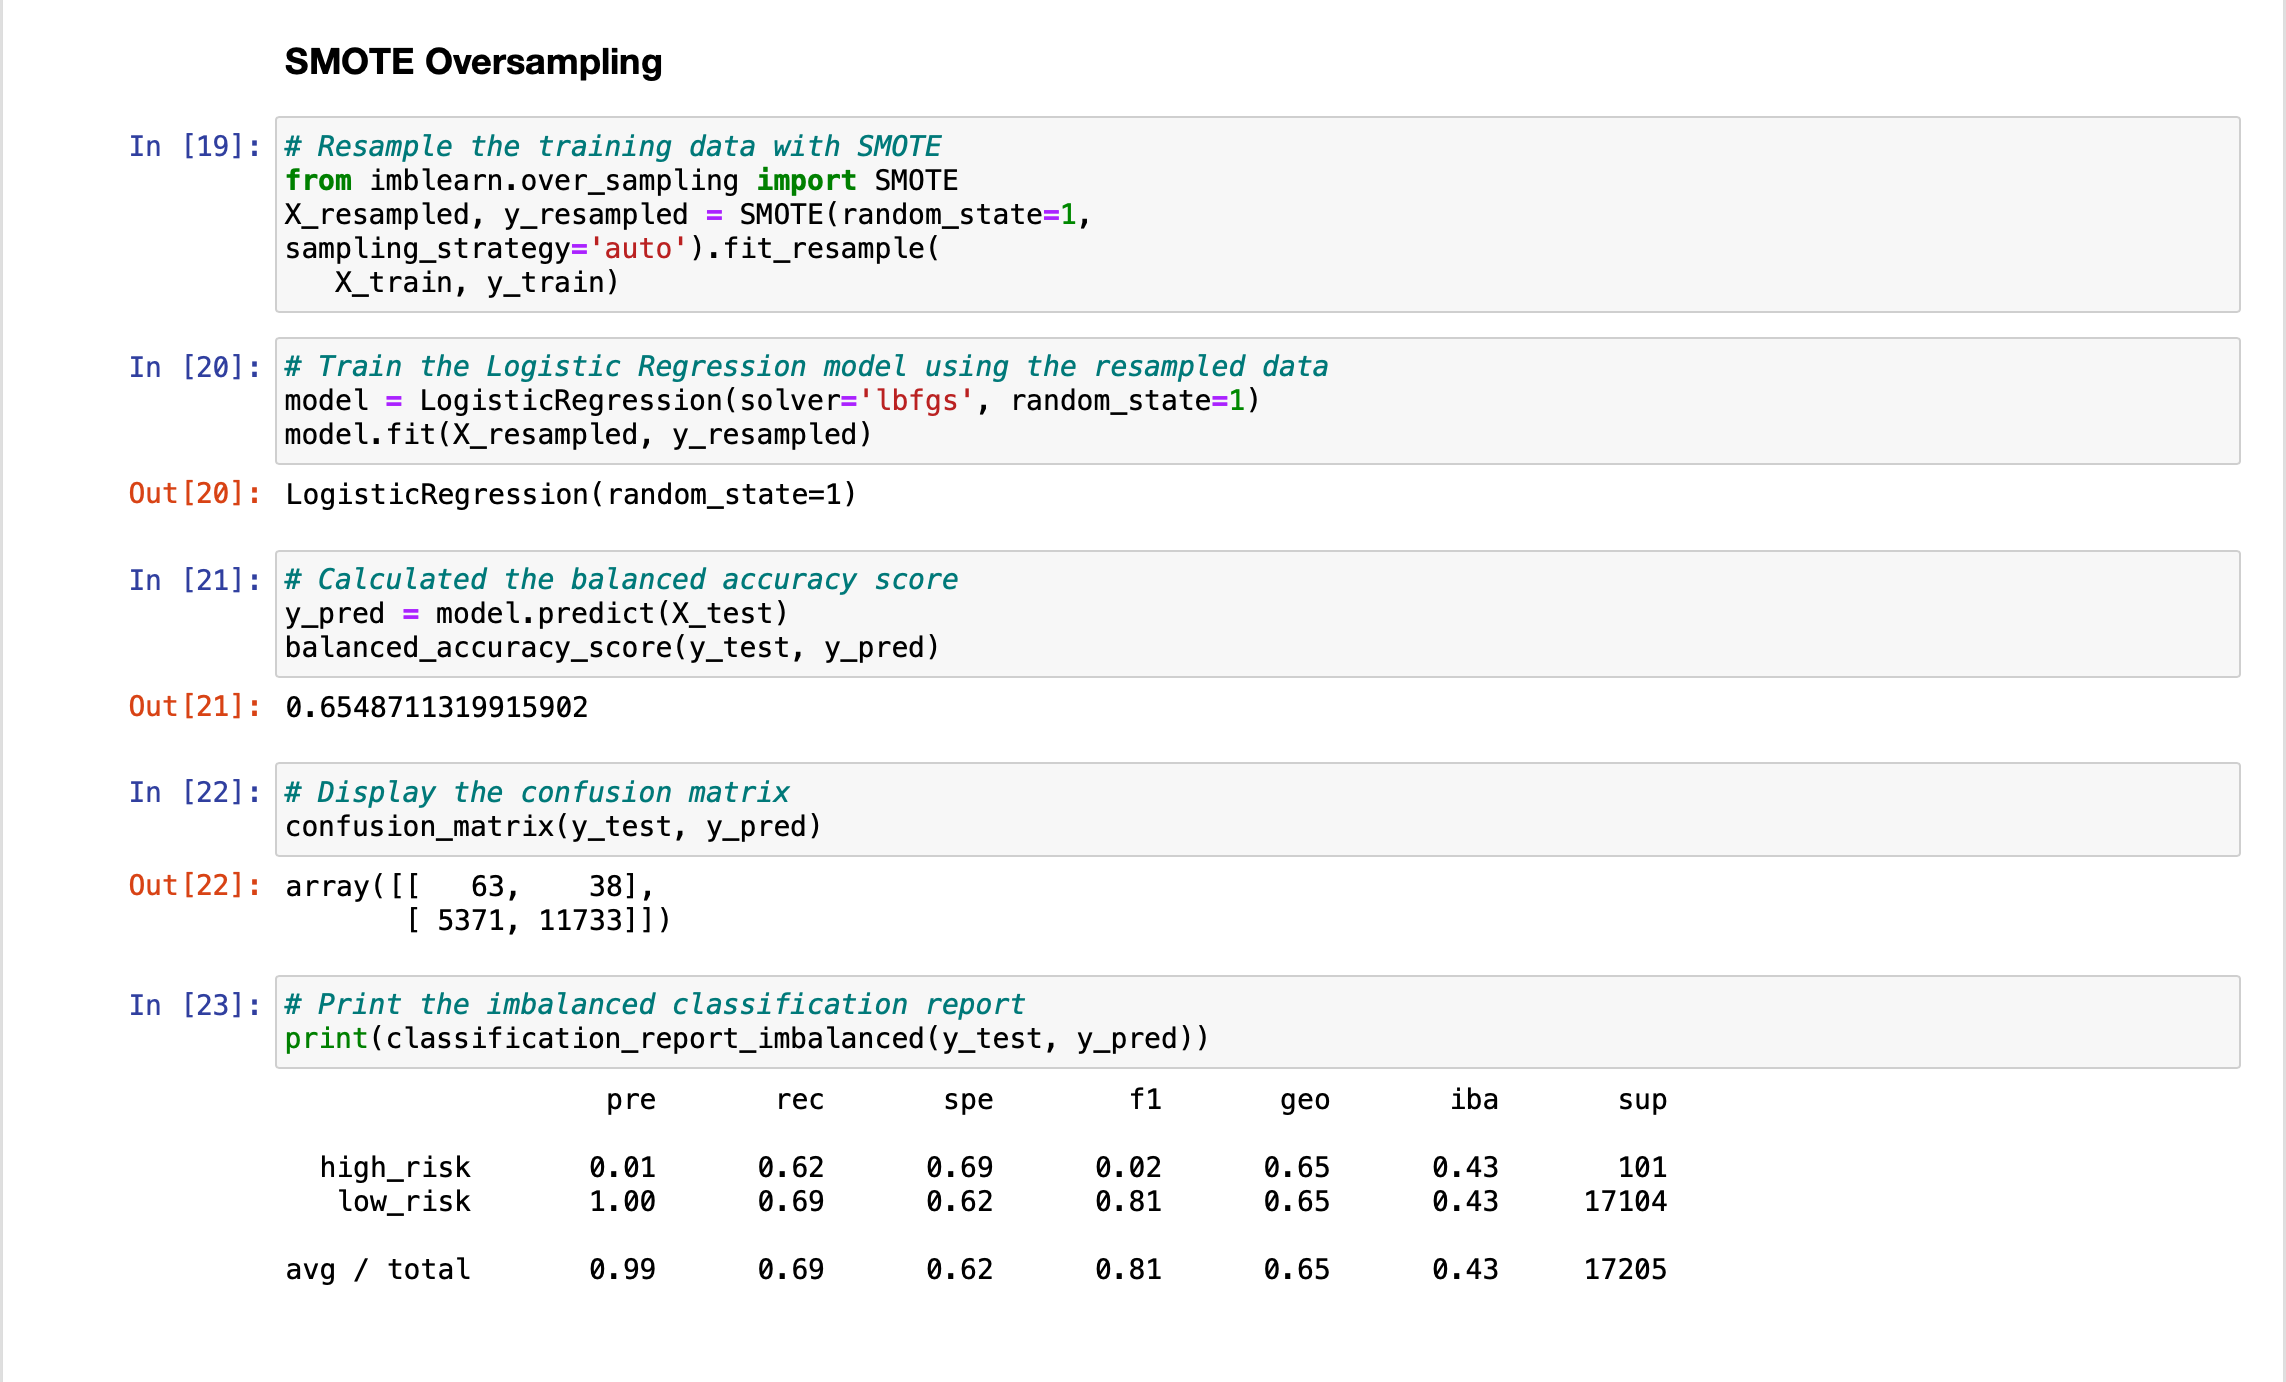 SMOTE Oversampling
In [19]: # Resample the training data with SMOTE
from imblearn.over_sampling import SMOTE
X_resampled, y_resampled = SMOTE(random_state=1,
sampling_strategy='auto').fit_resample(
   X_train, y_train)
In [20]: # Train the Logistic Regression model using the resampled data
model = LogisticRegression(solver='lbfgs', random_state=1)
model.fit(X_resampled, y_resampled)
Out[20]: LogisticRegression(random_state=1)
In [21]: # Calculated the balanced accuracy score
y_pred = model.predict(X_test)
balanced_accuracy_score(y_test, y_pred)
Out[21]: 0.6548711319915902
In [22]: # Display the confusion matrix
confusion_matrix(y_test, y_pred)
Out[22]: array([[   63,    38],
       [ 5371, 11733]])
In [23]: # Print the imbalanced classification report
print(classification_report_imbalanced(y_test, y_pred))
                   pre       rec       spe        f1       geo       iba       sup
  high_risk       0.01      0.62      0.69      0.02      0.65      0.43       101
   low_risk       1.00      0.69      0.62      0.81      0.65      0.43     17104
avg / total       0.99      0.69      0.62      0.81      0.65      0.43     17205